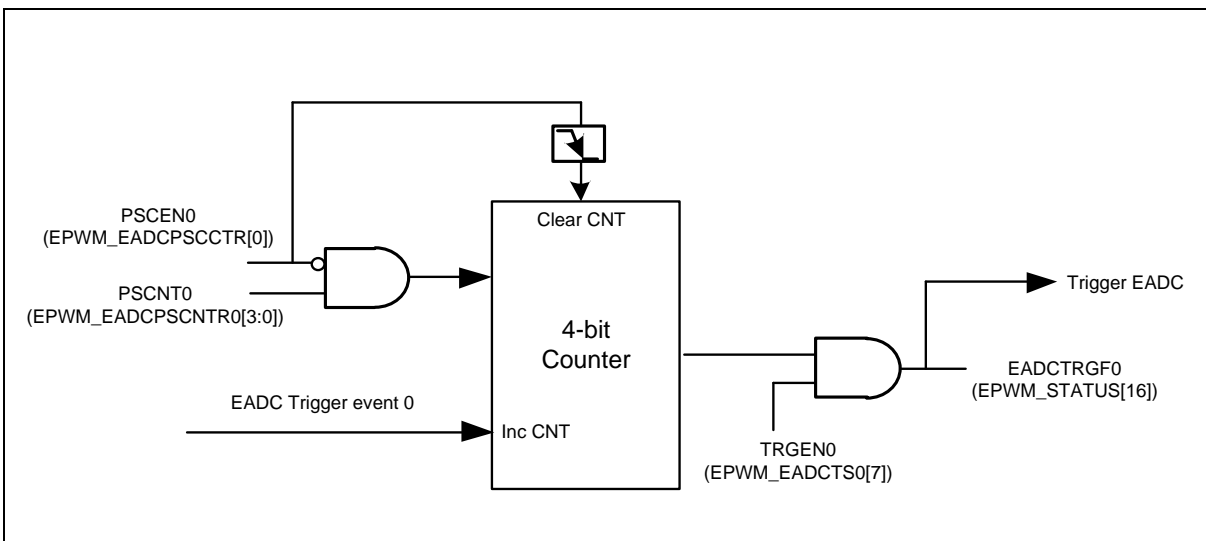 Clear CNT
PSCEN0
(EPWM_EADCPSCCTR[0])
PSCNT0
(EPWM_EADCPSCNTR0[3:0])
4-bit
Counter
Trigger EADC
EADCTRGF0
(EPWM_STATUS[16])
EADC Trigger event 0
Inc CNT
TRGEN0
(EPWM_EADCTS0[7])